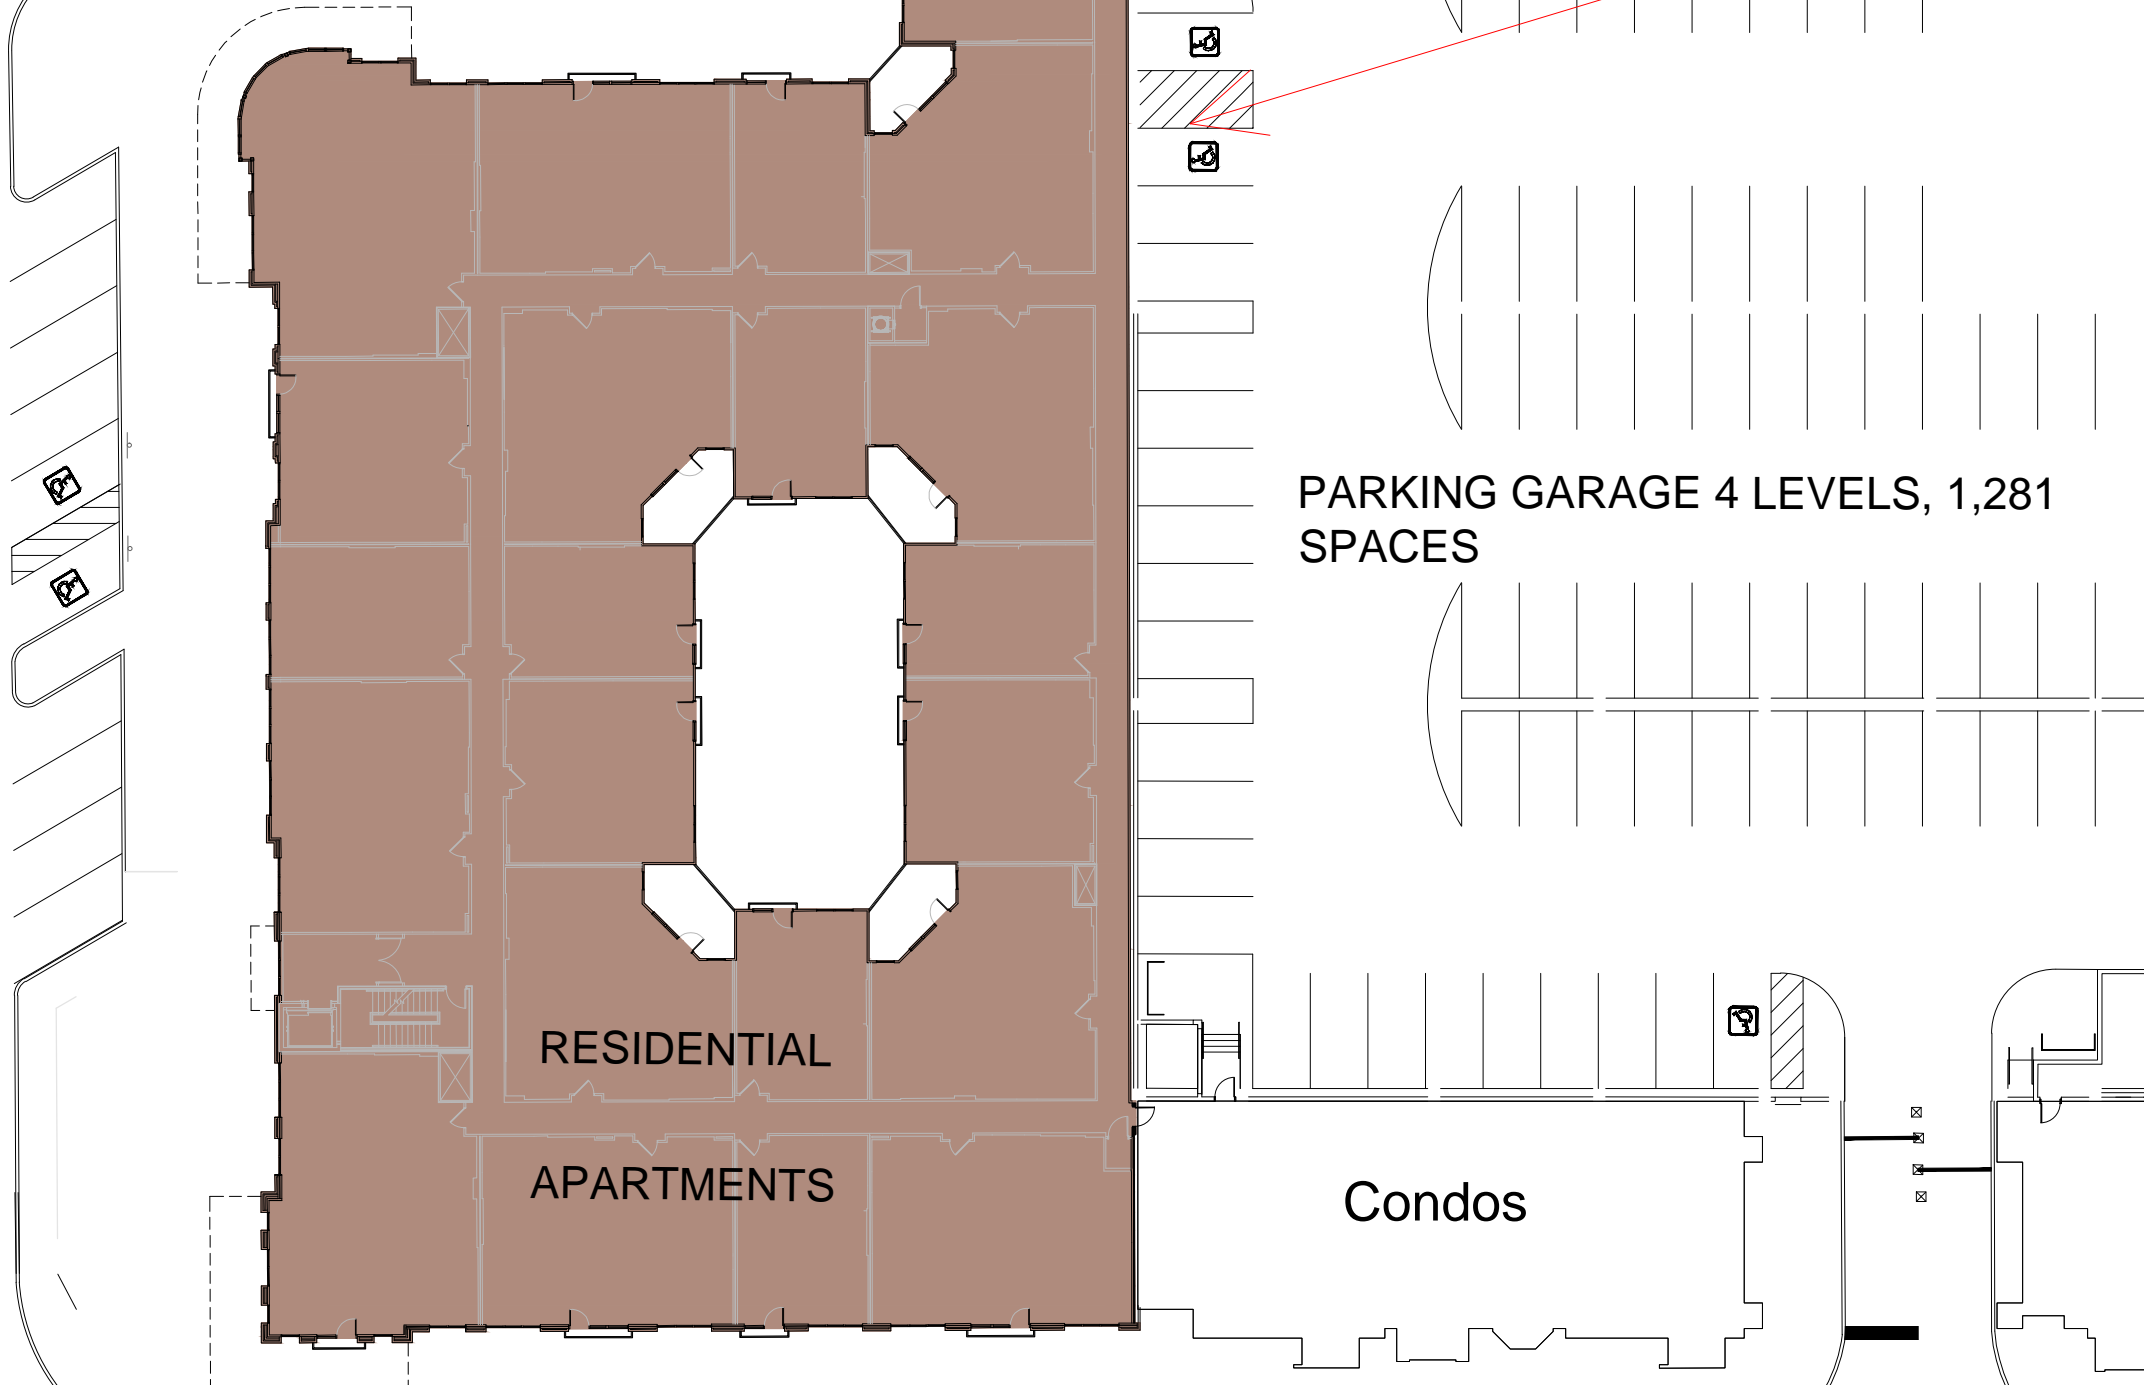 PARKING GARAGE 4 LEVELS, 1,281
SPACES
RESIDENTIAL
APARTMENTS
Condos